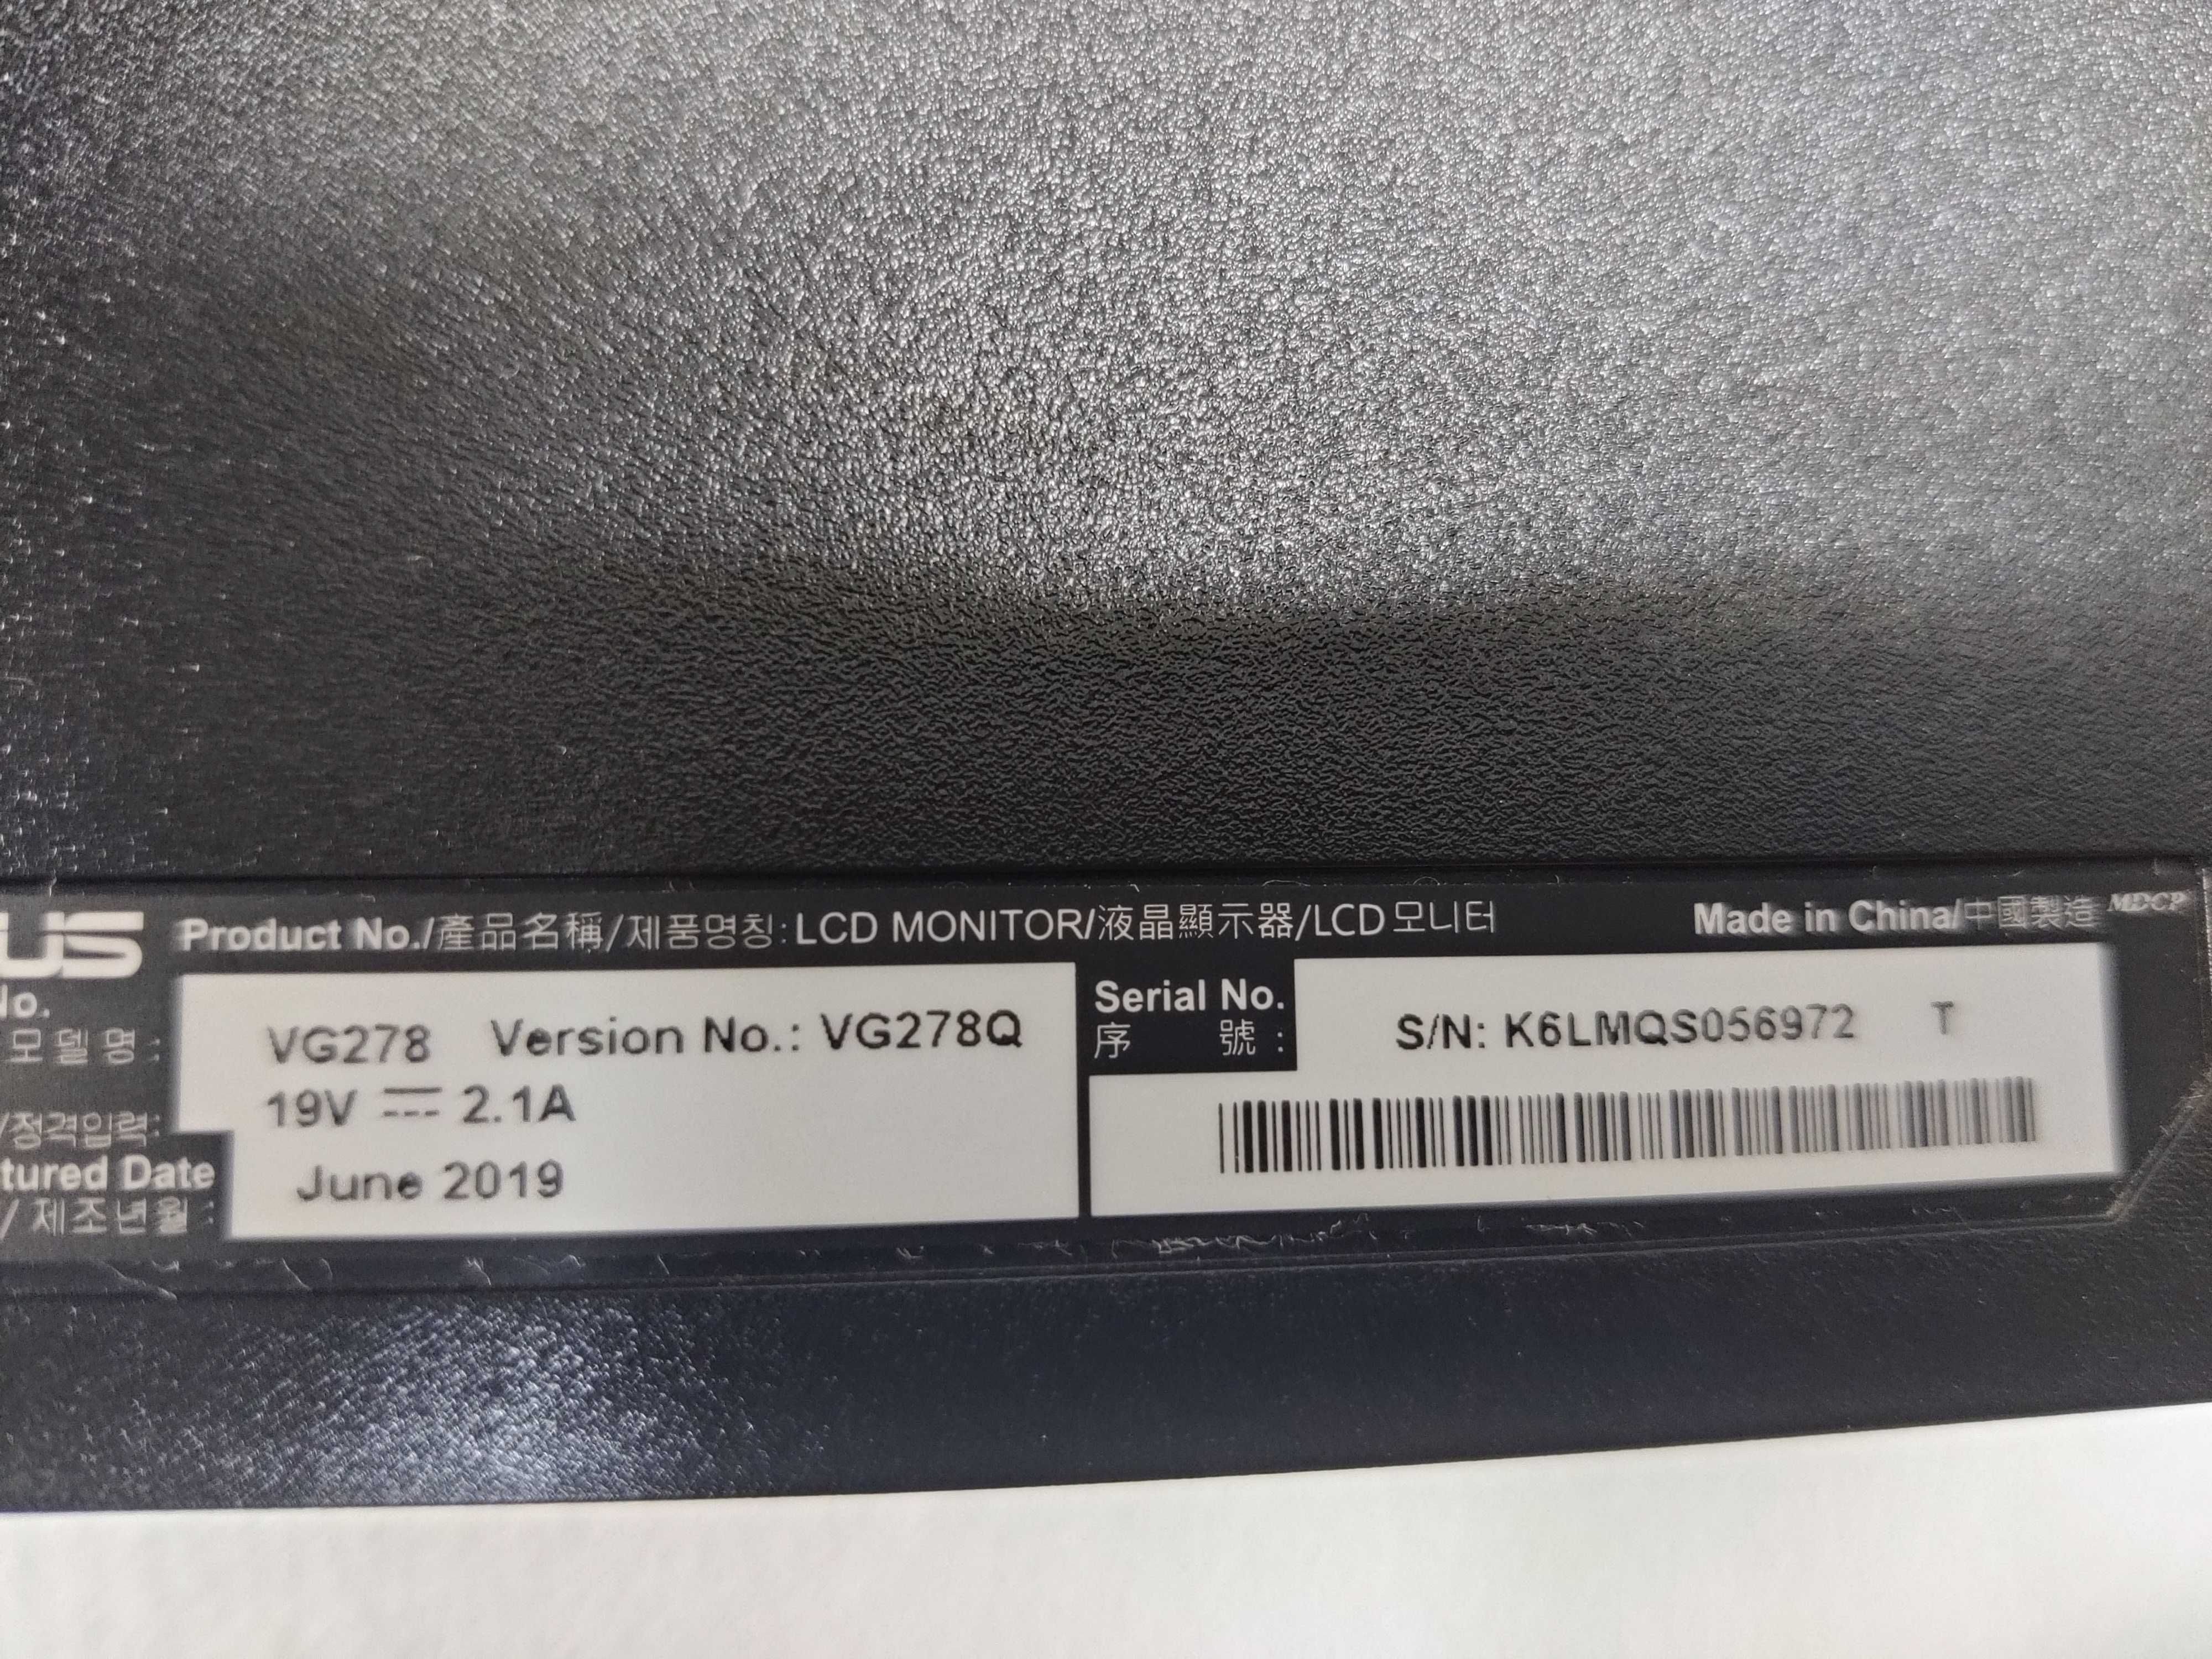 US Product No./產品名稱/제품명칭: LCD MONITOR/液晶顯示器/LCD 모니터 Made in China/中國製造 MDCP
No.
모델명 : VG278 Version No.: VG278Q
Serial No.
序 號 :
S/N: K6LMQS056972 T
/정격입력: 19V 2.1A
tured Date
/ 제조년월 : June 2019